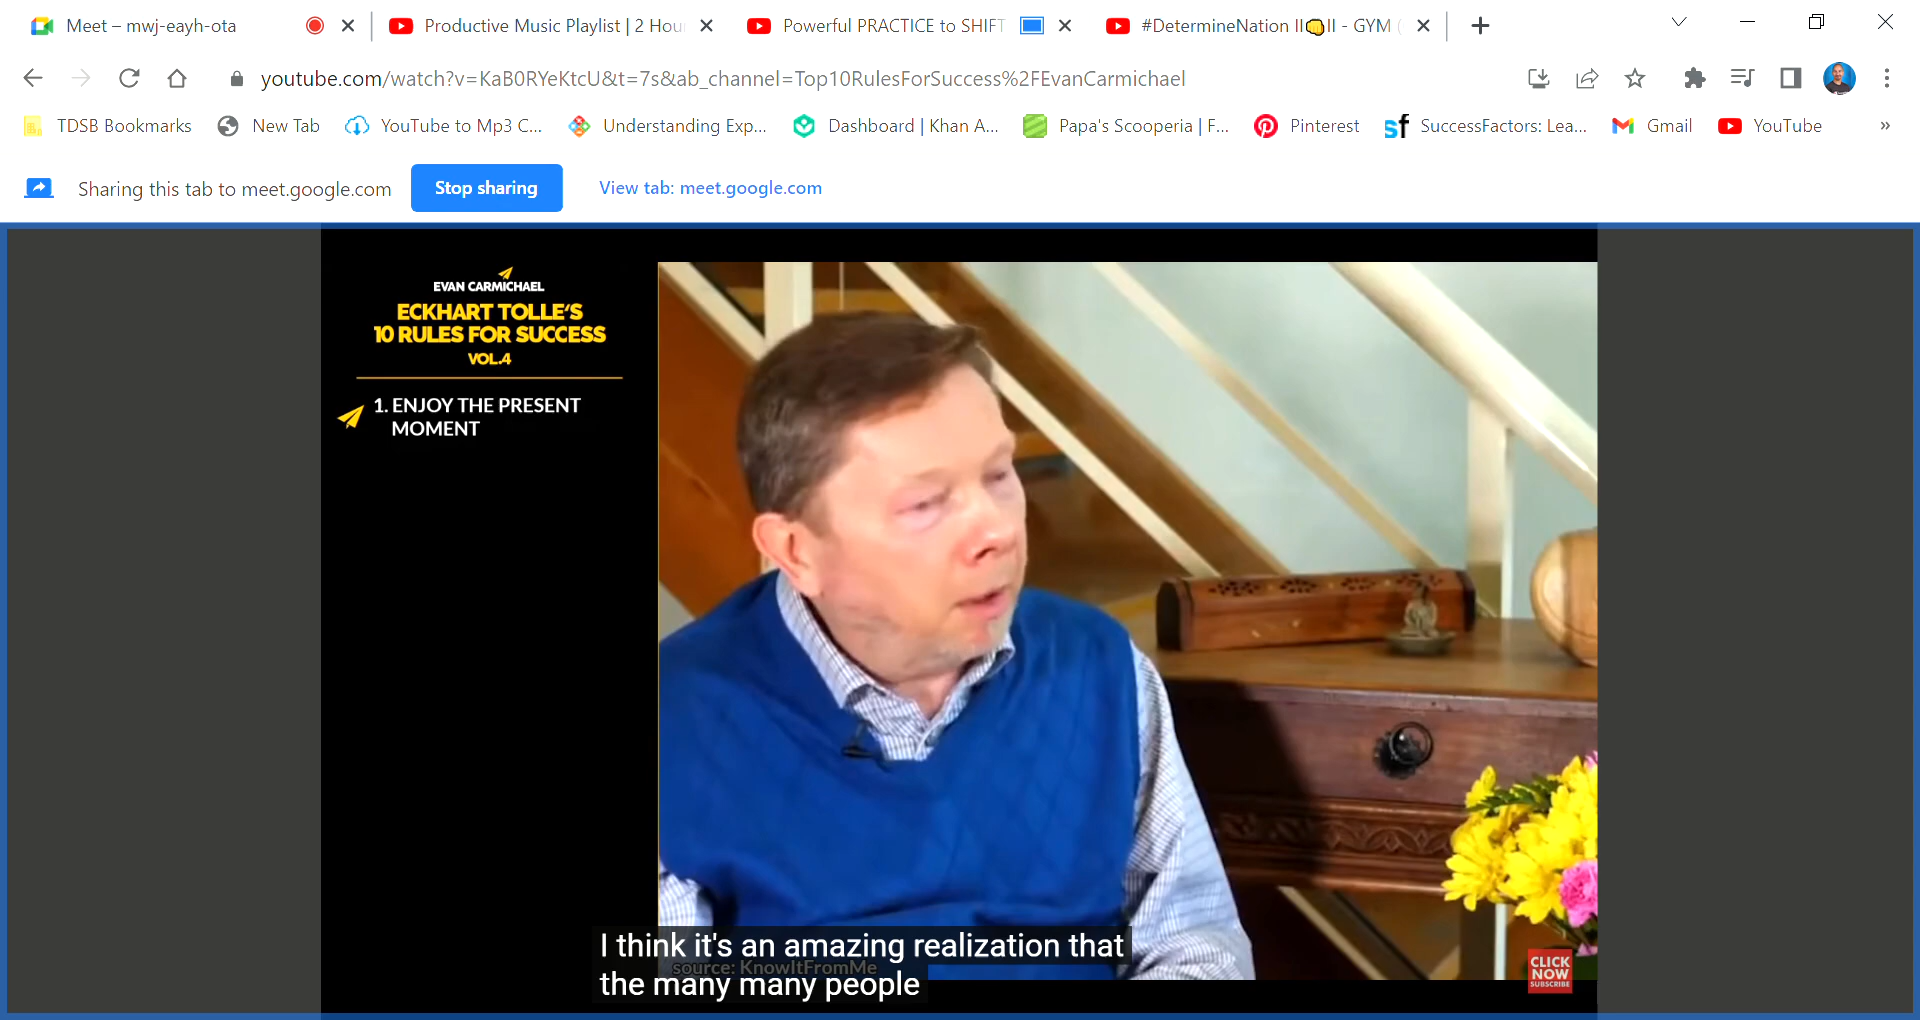 Meet – mwj-eayh-ota
Productive Music Playlist | 2 Hour
Powerful PRACTICE to SHIFT
#DetermineNation II👊II - GYM (
youtube.com/watch?v=KaB0RYeKtcU&t=7s&ab_channel=Top10RulesForSuccess%2FEvanCarmichael
TDSB Bookmarks
New Tab
YouTube to Mp3 C...
Understanding Exp...
Dashboard | Khan A...
Papa's Scooperia | F...
Pinterest
sf SuccessFactors: Lea...
Gmail
YouTube
»
Sharing this tab to meet.google.com
Stop sharing
View tab: meet.google.com
EVAN CARMICHAEL
ECKHART TOLLE'S
10 RULES FOR SUCCESS
VOL.4
1. ENJOY THE PRESENT
MOMENT
I think it's an amazing realization that
source: KnowItFromMe
the many many people
CLICK
NOW
SUBSCRIBE